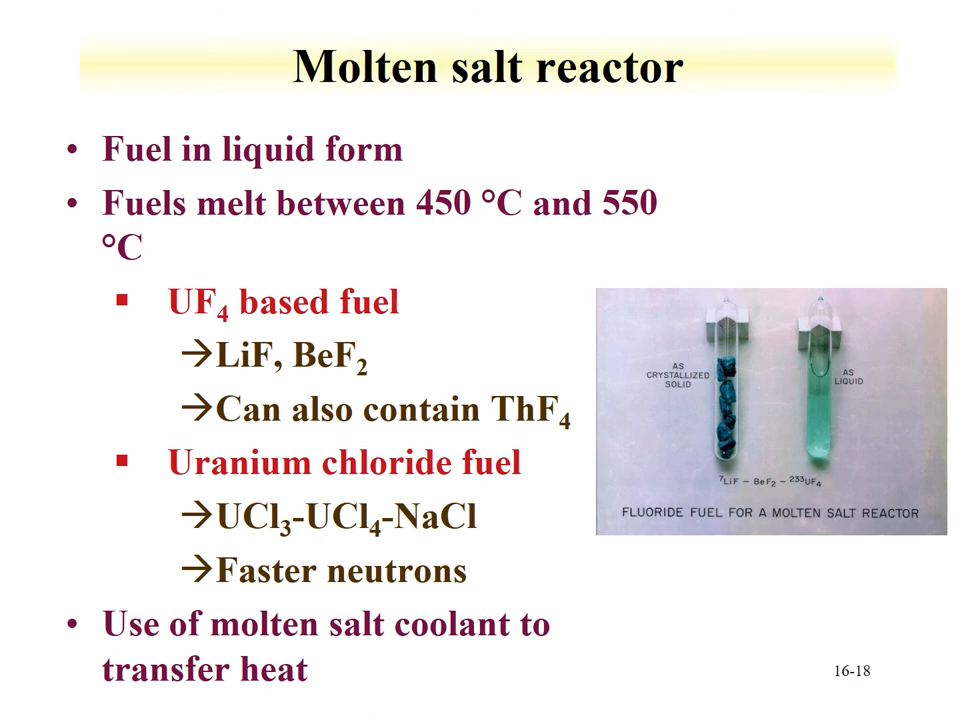 Molten salt reactor
• Fuel in liquid form
• Fuels melt between 450 °C and 550
°C
▪ UF₄ based fuel
→LiF, BeF₂
→Can also contain ThF₄
▪ Uranium chloride fuel
→UCl₃-UCl₄-NaCl
→Faster neutrons
• Use of molten salt coolant to
transfer heat
AS
CRYSTALLIZED
SOLID
AS
LIQUID
⁷LiF – BeF₂ – ²³³UF₄
FLUORIDE FUEL FOR A MOLTEN SALT REACTOR
16-18